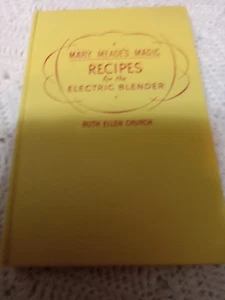 MARY MEADE'S MAGIC
RECIPES
for the
ELECTRIC BLENDER
RUTH ELLEN CHURCH